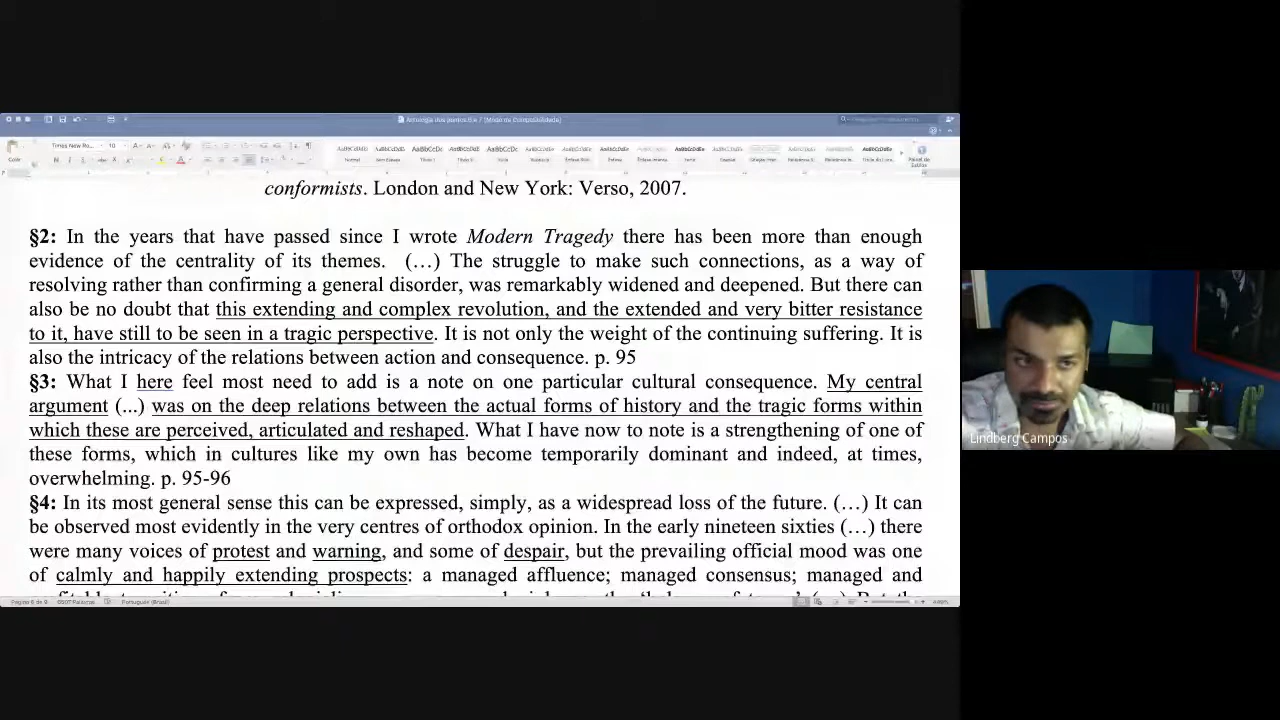 conformists. London and New York: Verso, 2007.
§2: In the years that have passed since I wrote Modern Tragedy there has been more than enough
evidence of the centrality of its themes. (…) The struggle to make such connections, as a way of
resolving rather than confirming a general disorder, was remarkably widened and deepened. But there can
also be no doubt that this extending and complex revolution, and the extended and very bitter resistance
to it, have still to be seen in a tragic perspective. It is not only the weight of the continuing suffering. It is
also the intricacy of the relations between action and consequence. p. 95
§3: What I here feel most need to add is a note on one particular cultural consequence. My central
argument (...) was on the deep relations between the actual forms of history and the tragic forms within
which these are perceived, articulated and reshaped. What I have now to note is a strengthening of one of
these forms, which in cultures like my own has become temporarily dominant and indeed, at times,
overwhelming. p. 95-96
§4: In its most general sense this can be expressed, simply, as a widespread loss of the future. (…) It can
be observed most evidently in the very centres of orthodox opinion. In the early nineteen sixties (…) there
were many voices of protest and warning, and some of despair, but the prevailing official mood was one
of calmly and happily extending prospects: a managed affluence; managed consensus; managed and
Lindberg Campos